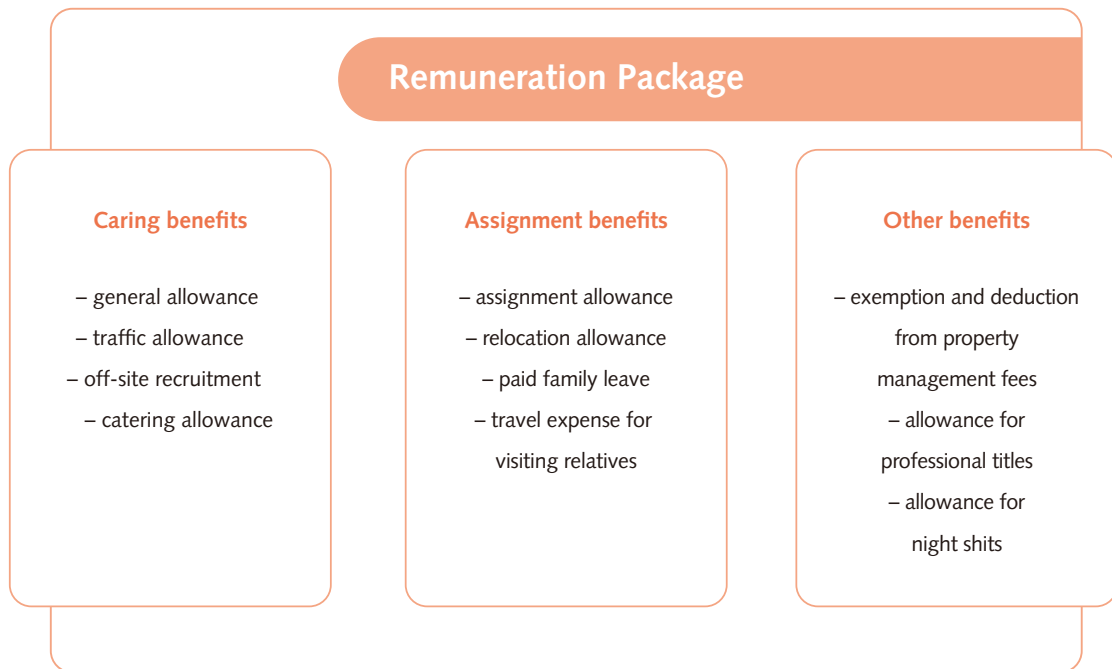 Remuneration Package
Caring benefits
– general allowance
– traffic allowance
– off-site recruitment
– catering allowance
Assignment benefits
– assignment allowance
– relocation allowance
– paid family leave
– travel expense for
visiting relatives
Other benefits
– exemption and deduction
from property
management fees
– allowance for
professional titles
– allowance for
night shits